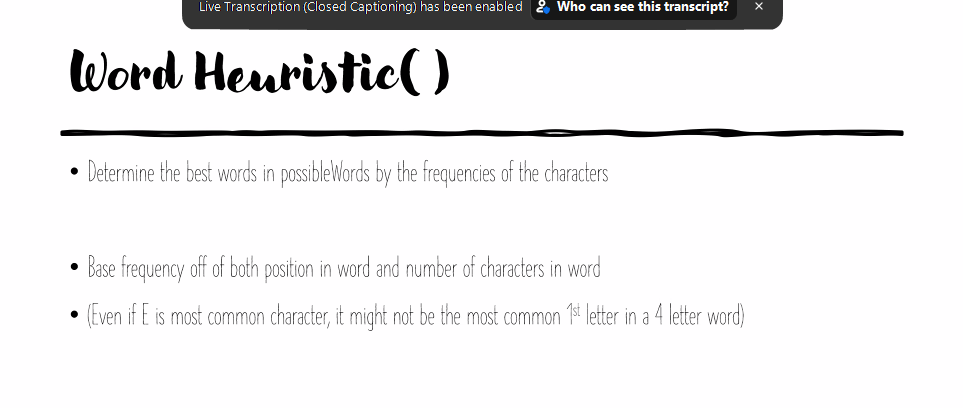 Live Transcription (Closed Captioning) has been enabled Who can see this transcript? ×
Word Heuristic( )
• Determine the best words in possibleWords by the frequencies of the characters
• Base frequency off of both position in word and number of characters in word
• (Even if E is most common character, it might not be the most common 1st letter in a 4 letter word)